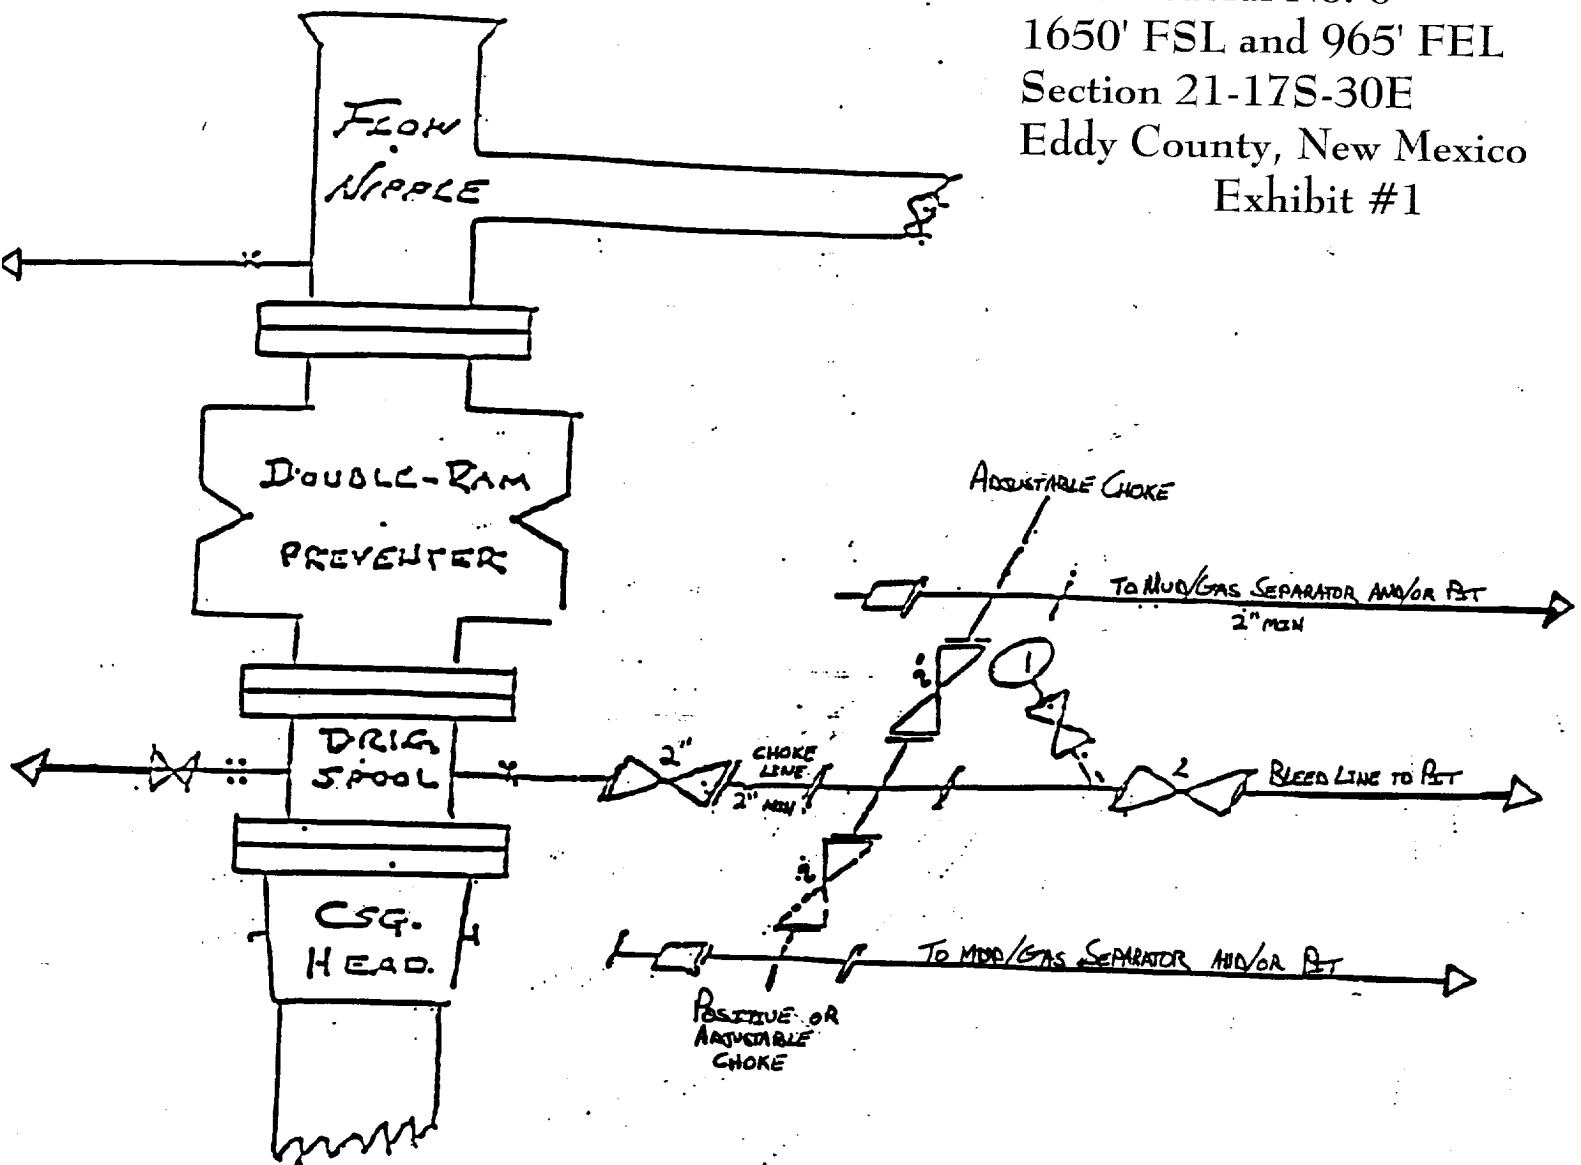 1650' FSL and 965' FEL
Section 21-17S-30E
Eddy County, New Mexico
Exhibit #1
FLOW
NIPPLE
DOUBLE-RAM
PREVENTER
ADJUSTABLE CHOKE
TO MUD/GAS SEPARATOR AND/OR PIT
2" MIN
1
2"
DRLG
SPOOL
2"
CHOKE
LINE
2" MIN
2
BLEED LINE TO PIT
2"
CSG.
HEAD.
TO MUD/GAS SEPARATOR AND/OR PIT
POSITIVE OR
ADJUSTABLE
CHOKE